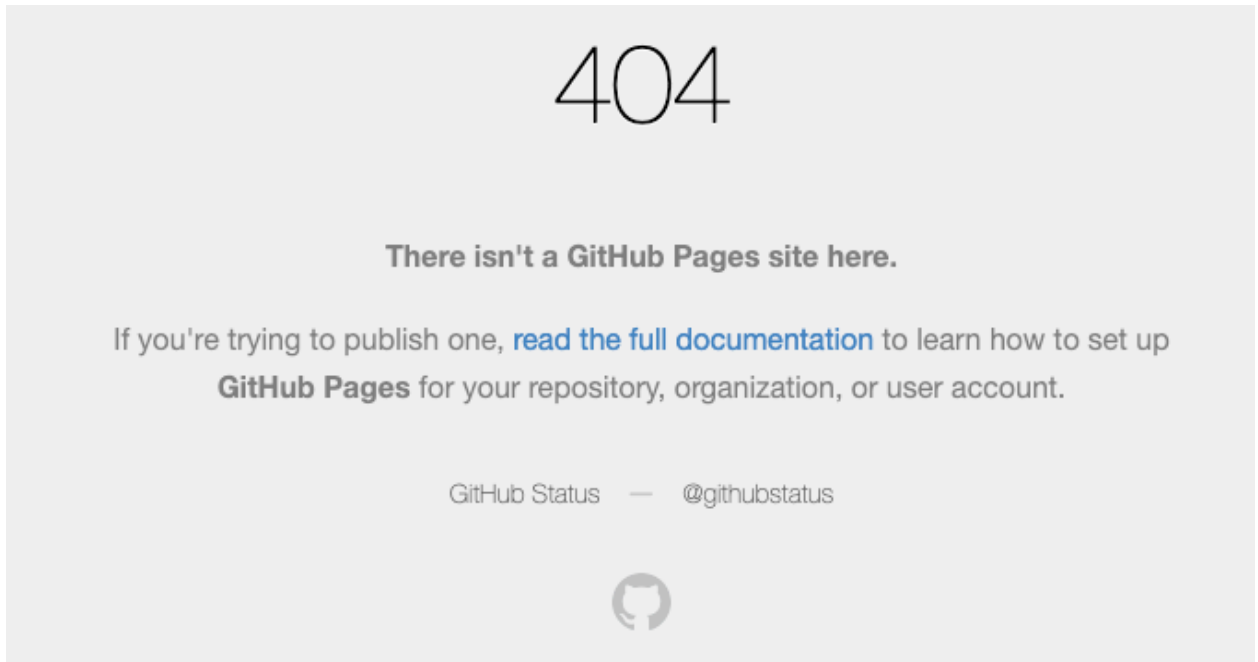 404
There isn't a GitHub Pages site here.
If you're trying to publish one, read the full documentation to learn how to set up
GitHub Pages for your repository, organization, or user account.
GitHub Status — @githubstatus